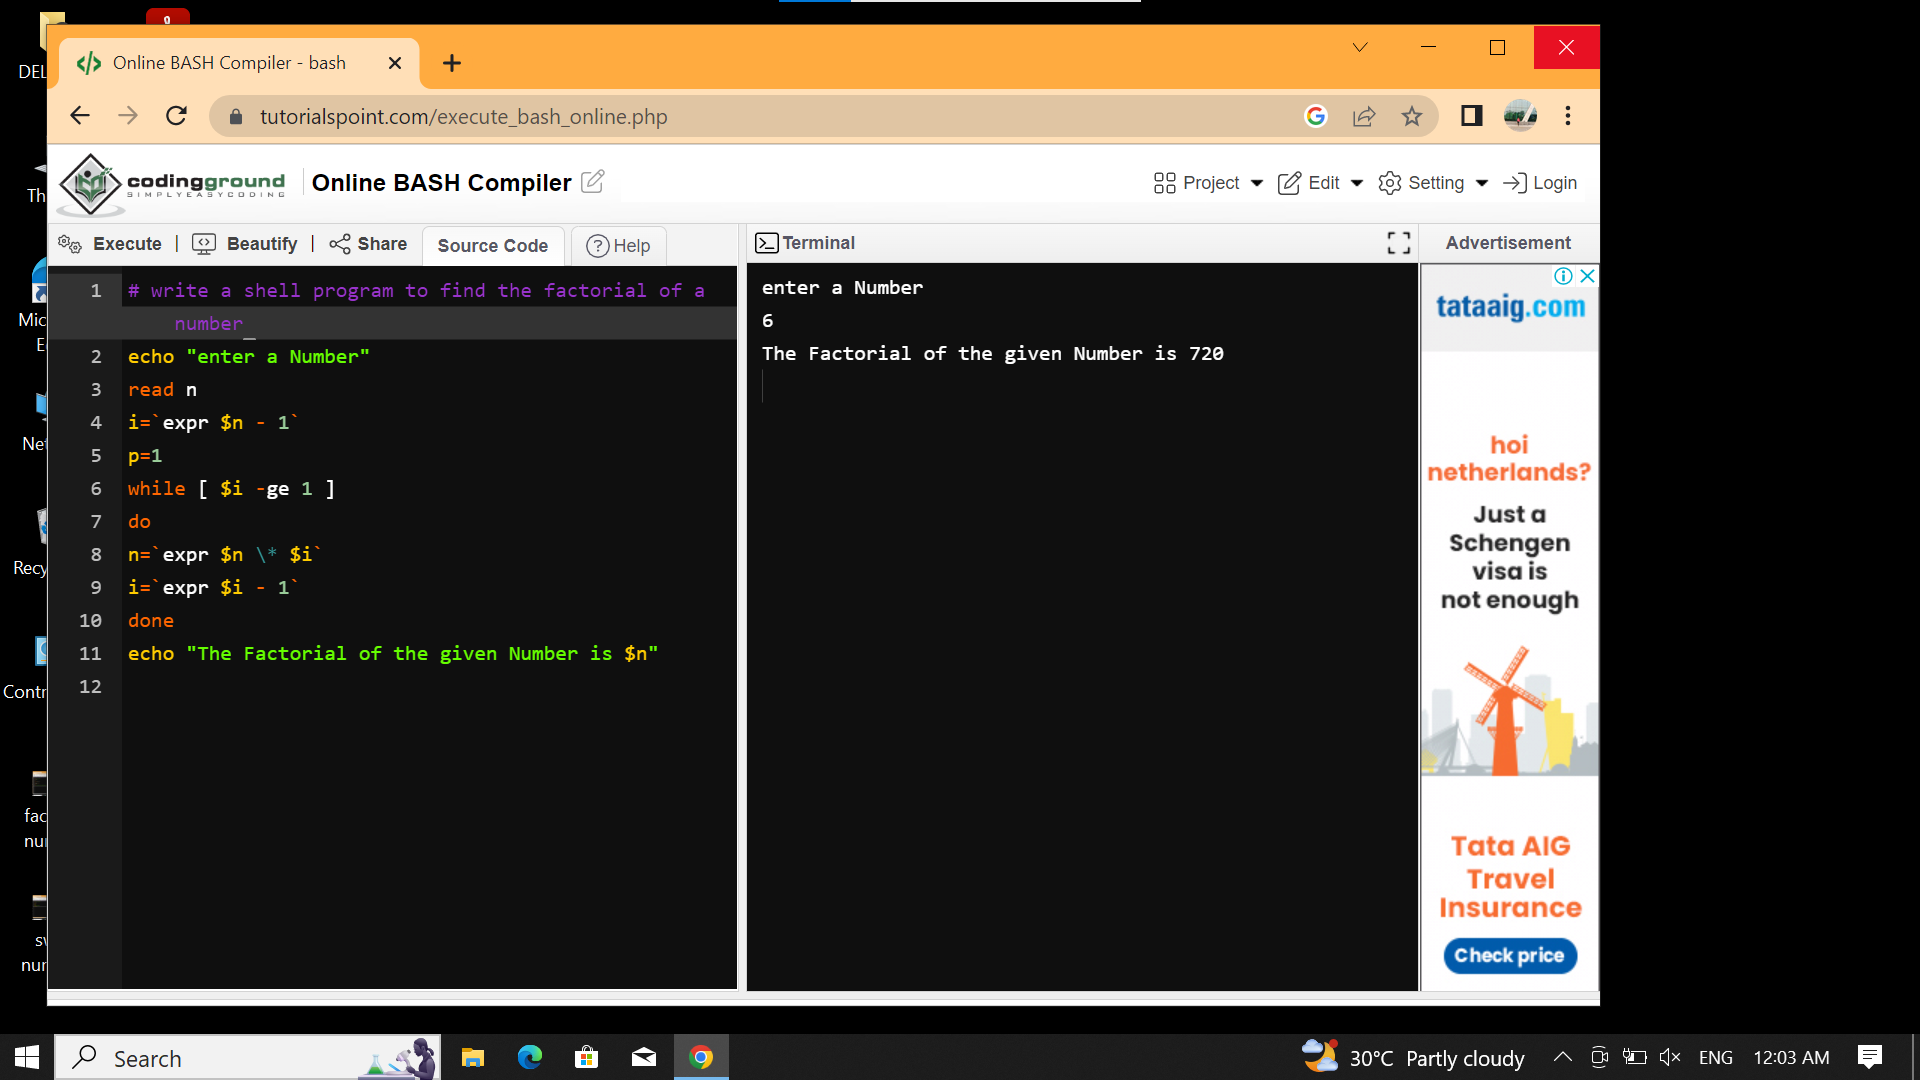 0
DEL
Th
Mic
E
Net
Recy
Contr
fac
nu
sw
nur
Online BASH Compiler - bash
tutorialspoint.com/execute_bash_online.php
codingground
SIMPLYEASYCODING
Online BASH Compiler
Project
Edit
Setting
Login
Execute | Beautify | Share
Source Code
Help
1 # write a shell program to find the factorial of a
number
2 echo "enter a Number"
3 read n
4 i=`expr $n - 1`
5 p=1
6 while [ $i -ge 1 ]
7 do
8 n=`expr $n \* $i`
9 i=`expr $i - 1`
10 done
11 echo "The Factorial of the given Number is $n"
12
Terminal
enter a Number
6
The Factorial of the given Number is 720
Advertisement
tataaig.com
hoi
netherlands?
Just a
Schengen
visa is
not enough
Tata AIG
Travel
Insurance
Check price
Search
30°C Partly cloudy
ENG
12:03 AM